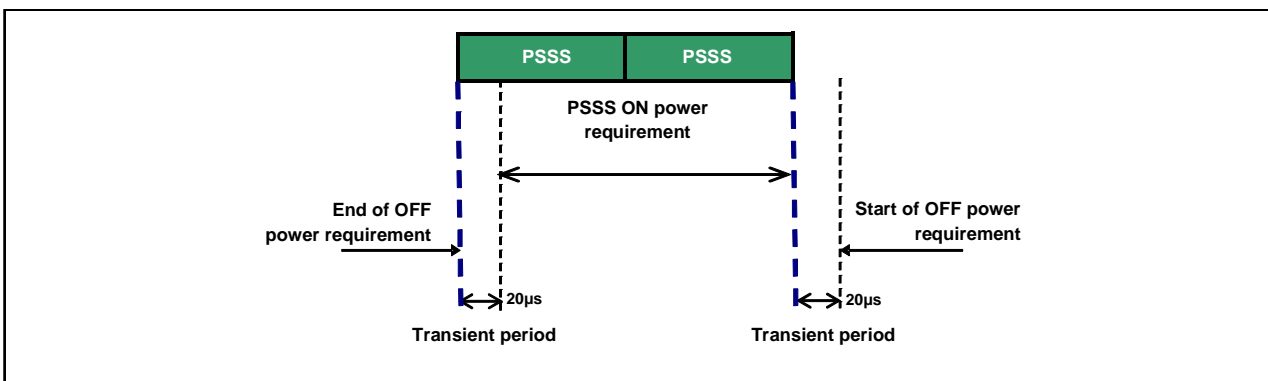 PSSS PSSS
PSSS ON power
requirement
End of OFF
power requirement
Start of OFF power
requirement
20µs
20µs
Transient period
Transient period